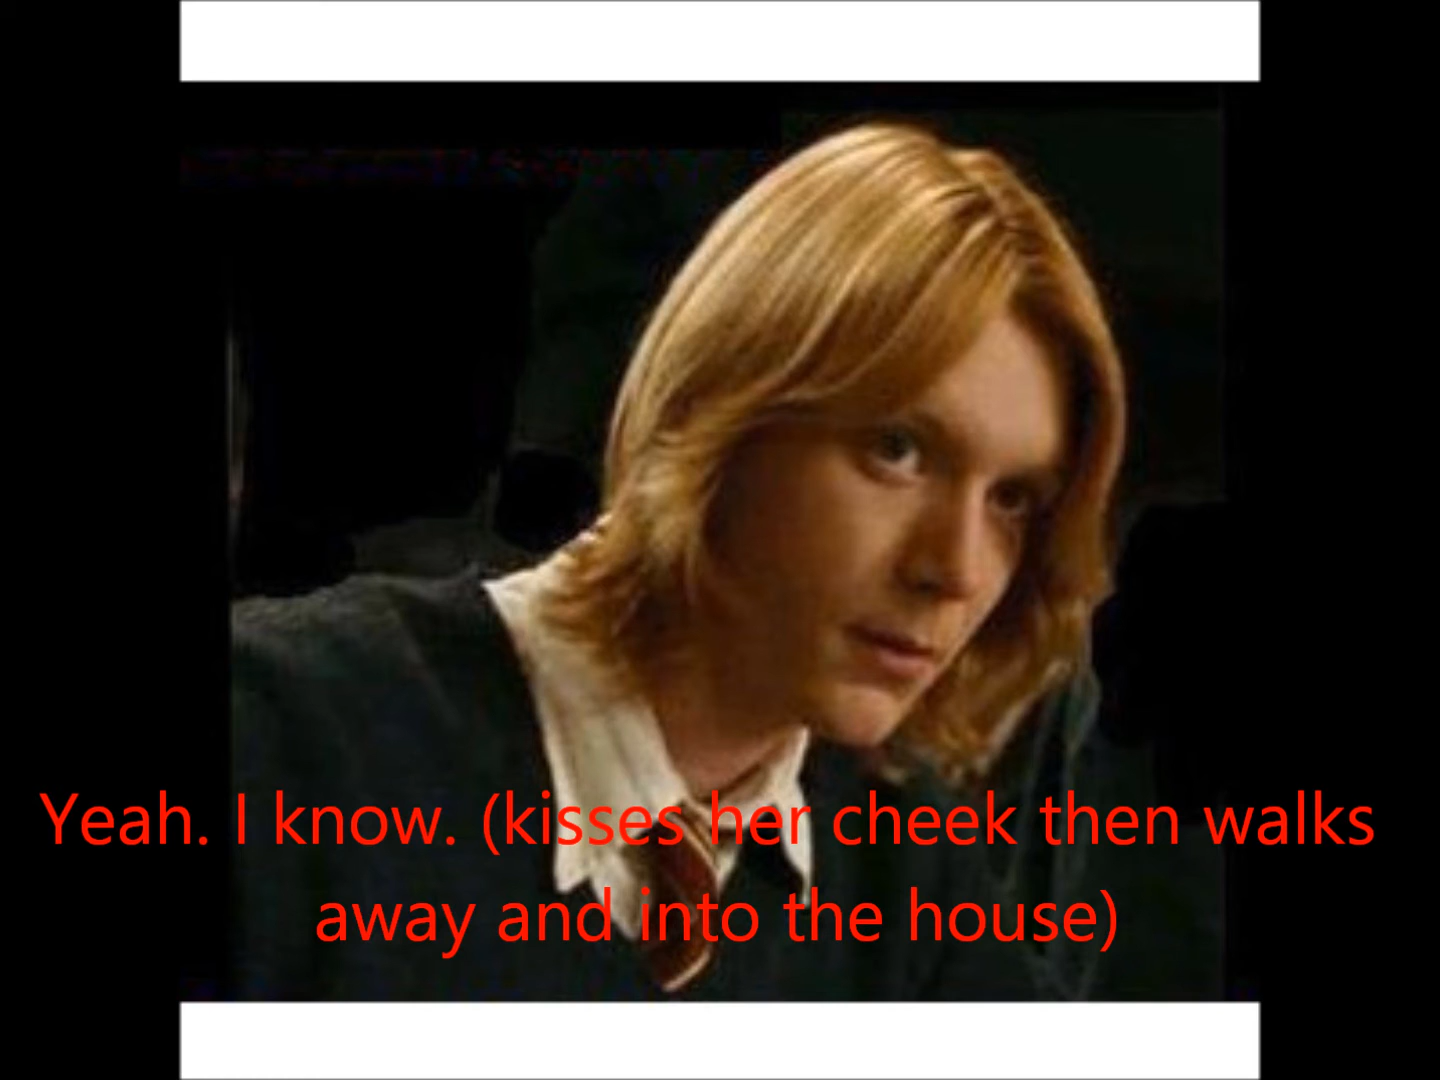 Yeah. I know. (kisses her cheek then walks
away and into the house)